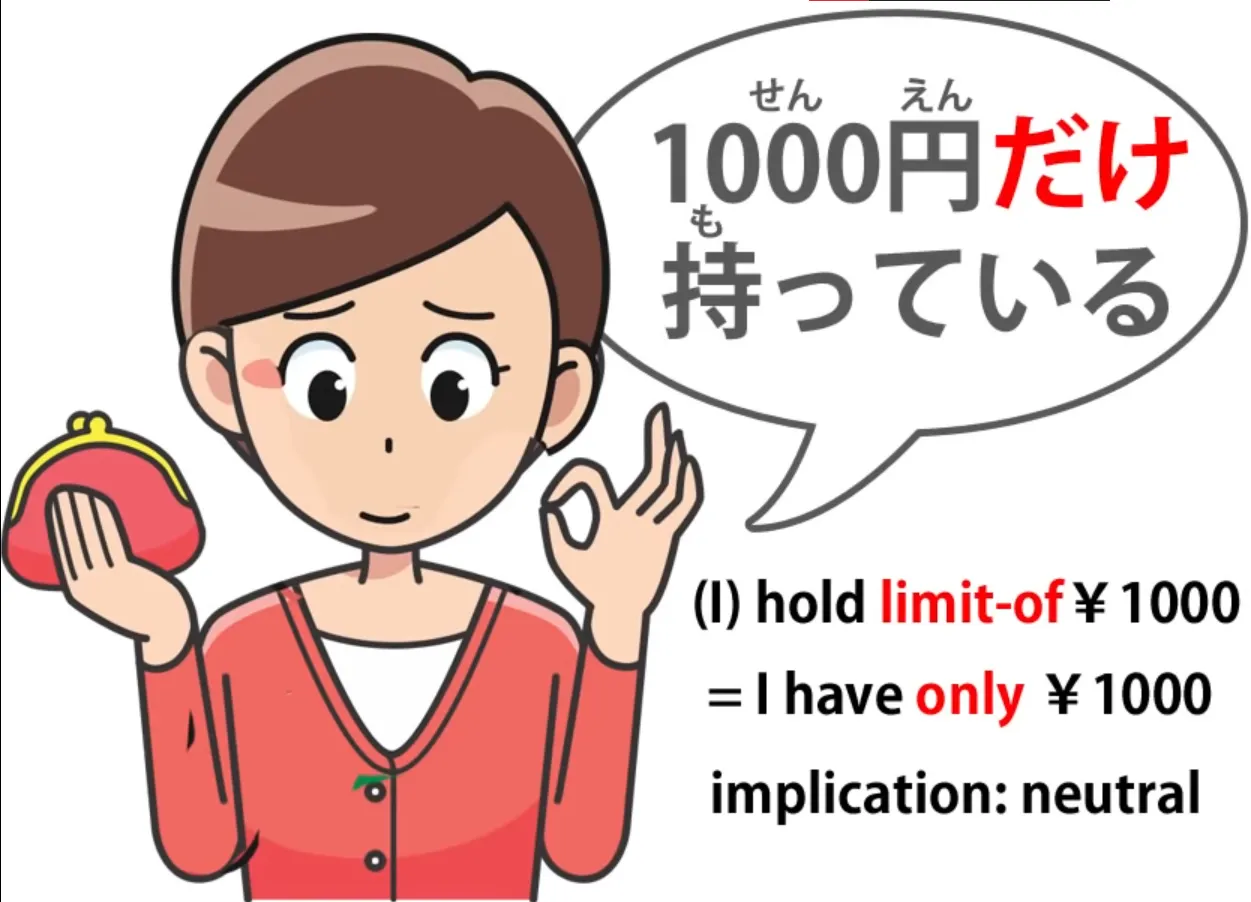 せん えん
1000円だけ
も
持っている
(I) hold limit-of ¥ 1000
= I have only ¥ 1000
implication: neutral